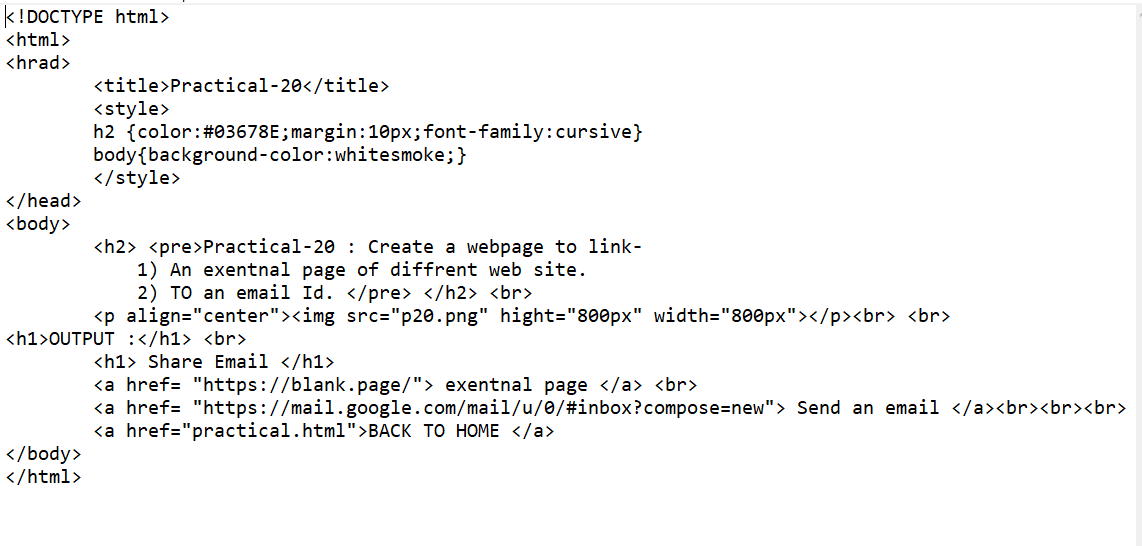 <!DOCTYPE html>
<html>
<hrad>
        <title>Practical-20</title>
        <style>
        h2 {color:#03678E;margin:10px;font-family:cursive}
        body{background-color:whitesmoke;}
        </style>
</head>
<body>
        <h2> <pre>Practical-20 : Create a webpage to link-
            1) An exentnal page of diffrent web site.
            2) TO an email Id. </pre> </h2> <br>
        <p align="center"><img src="p20.png" hight="800px" width="800px"></p><br> <br>
<h1>OUTPUT :</h1> <br>
        <h1> Share Email </h1>
        <a href= "https://blank.page/"> exentnal page </a> <br>
        <a href= "https://mail.google.com/mail/u/0/#inbox?compose=new"> Send an email </a><br><br><br>
        <a href="practical.html">BACK TO HOME </a>
</body>
</html>